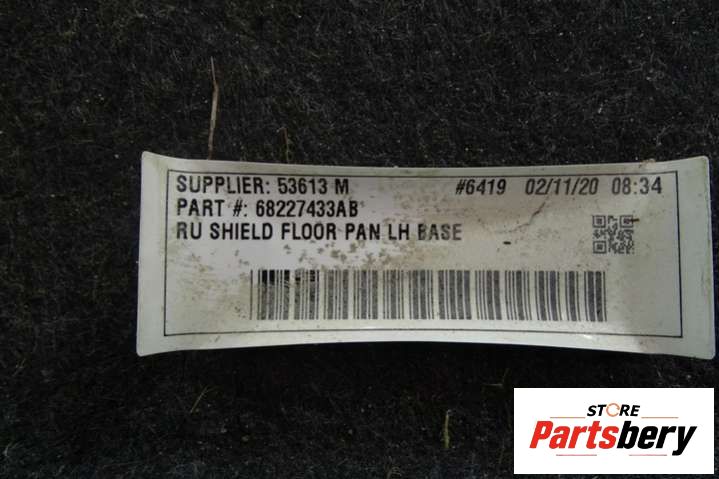 SUPPLIER: 53613 M #6419 02/11/20 08:34
PART #: 68227433AB
RU SHIELD FLOOR PAN LH BASE
STORE
Partsbery